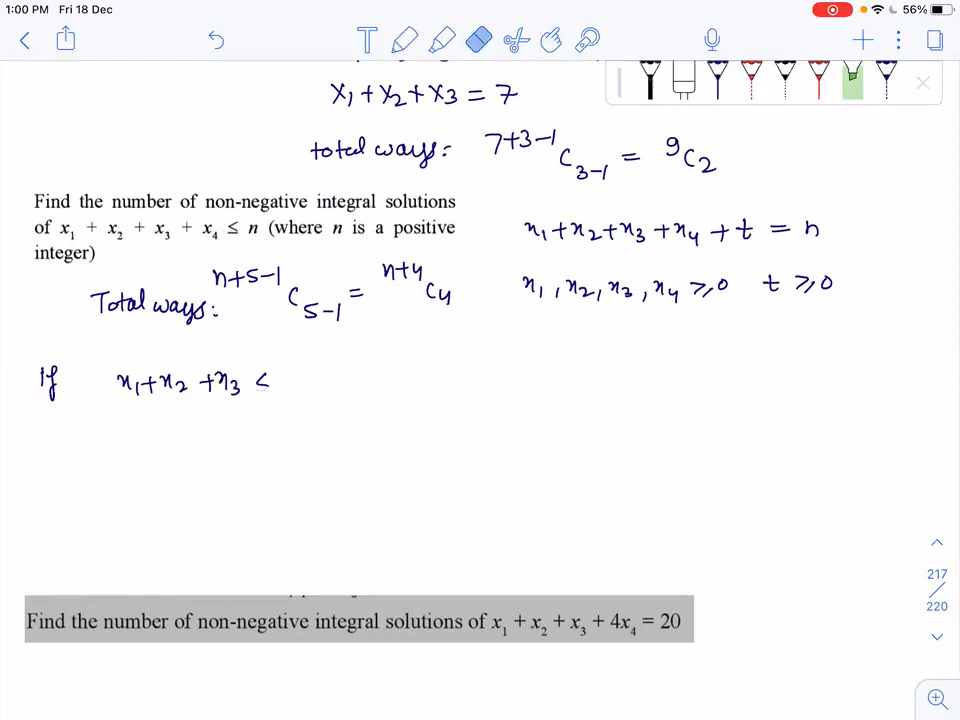 1:00 PM Fri 18 Dec
56%
x₁ + x₂ + x₃ = 7
total ways: ⁷⁺³⁻¹C₃₋₁ = ⁹C₂
Find the number of non-negative integral solutions
of x₁ + x₂ + x₃ + x₄ ≤ n (where n is a positive
integer)
x₁+x₂+x₃+x₄ + t = n
x₁, x₂, x₃, x₄ ≥ 0 t ≥ 0
Total ways: ⁿ⁺⁵⁻¹C₅₋₁ = ⁿ⁺⁴C₄
If x₁+x₂+x₃ <
217
220
Find the number of non-negative integral solutions of x₁ + x₂ + x₃ + 4x₄ = 20